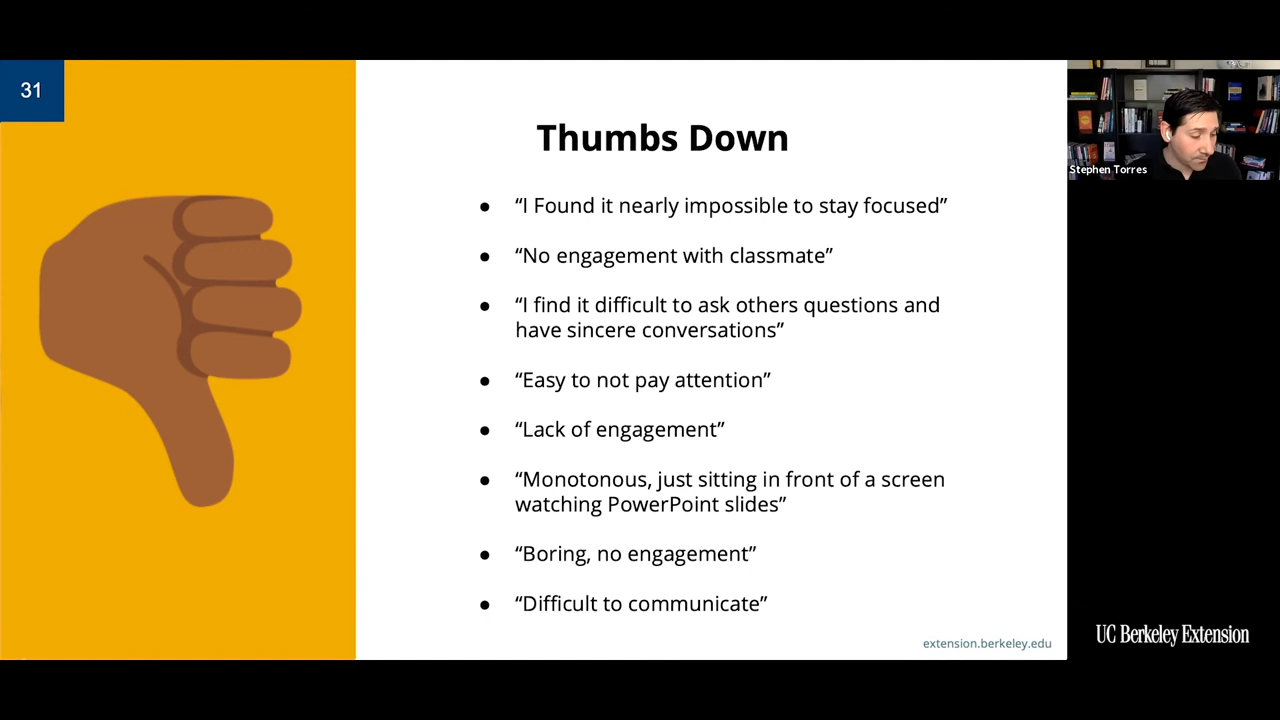 31
Thumbs Down
● “I Found it nearly impossible to stay focused”
● “No engagement with classmate”
● “I find it difficult to ask others questions and
have sincere conversations”
● “Easy to not pay attention”
● “Lack of engagement”
● “Monotonous, just sitting in front of a screen
watching PowerPoint slides”
● “Boring, no engagement”
● “Difficult to communicate”
extension.berkeley.edu
Stephen Torres
UC Berkeley Extension